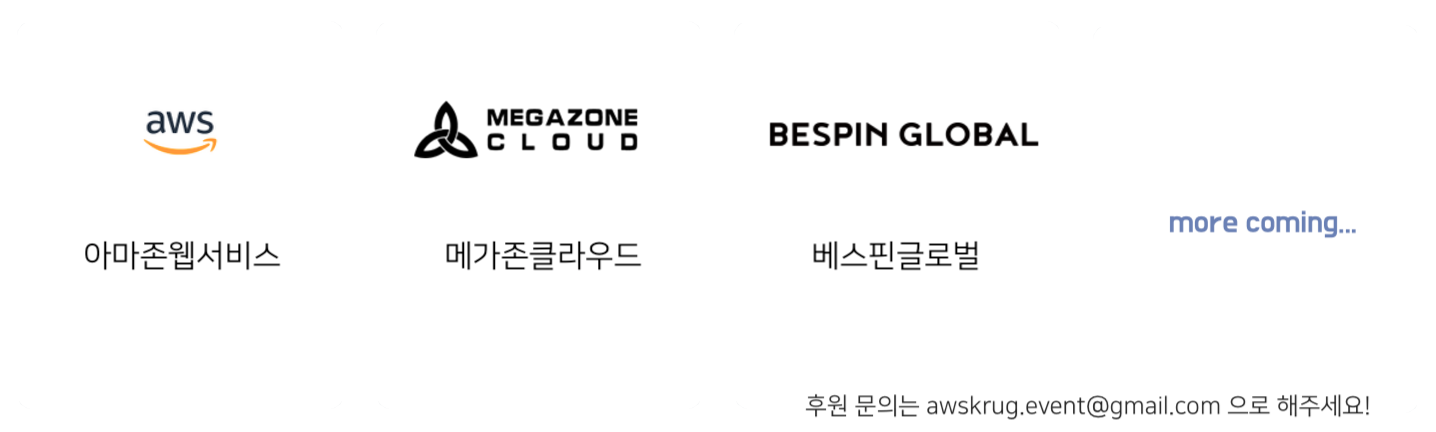 aws
아마존웹서비스
MEGAZONE
CLOUD
메가존클라우드
BESPIN GLOBAL
베스핀글로벌
more coming...
후원 문의는 awskrug.event@gmail.com 으로 해주세요!